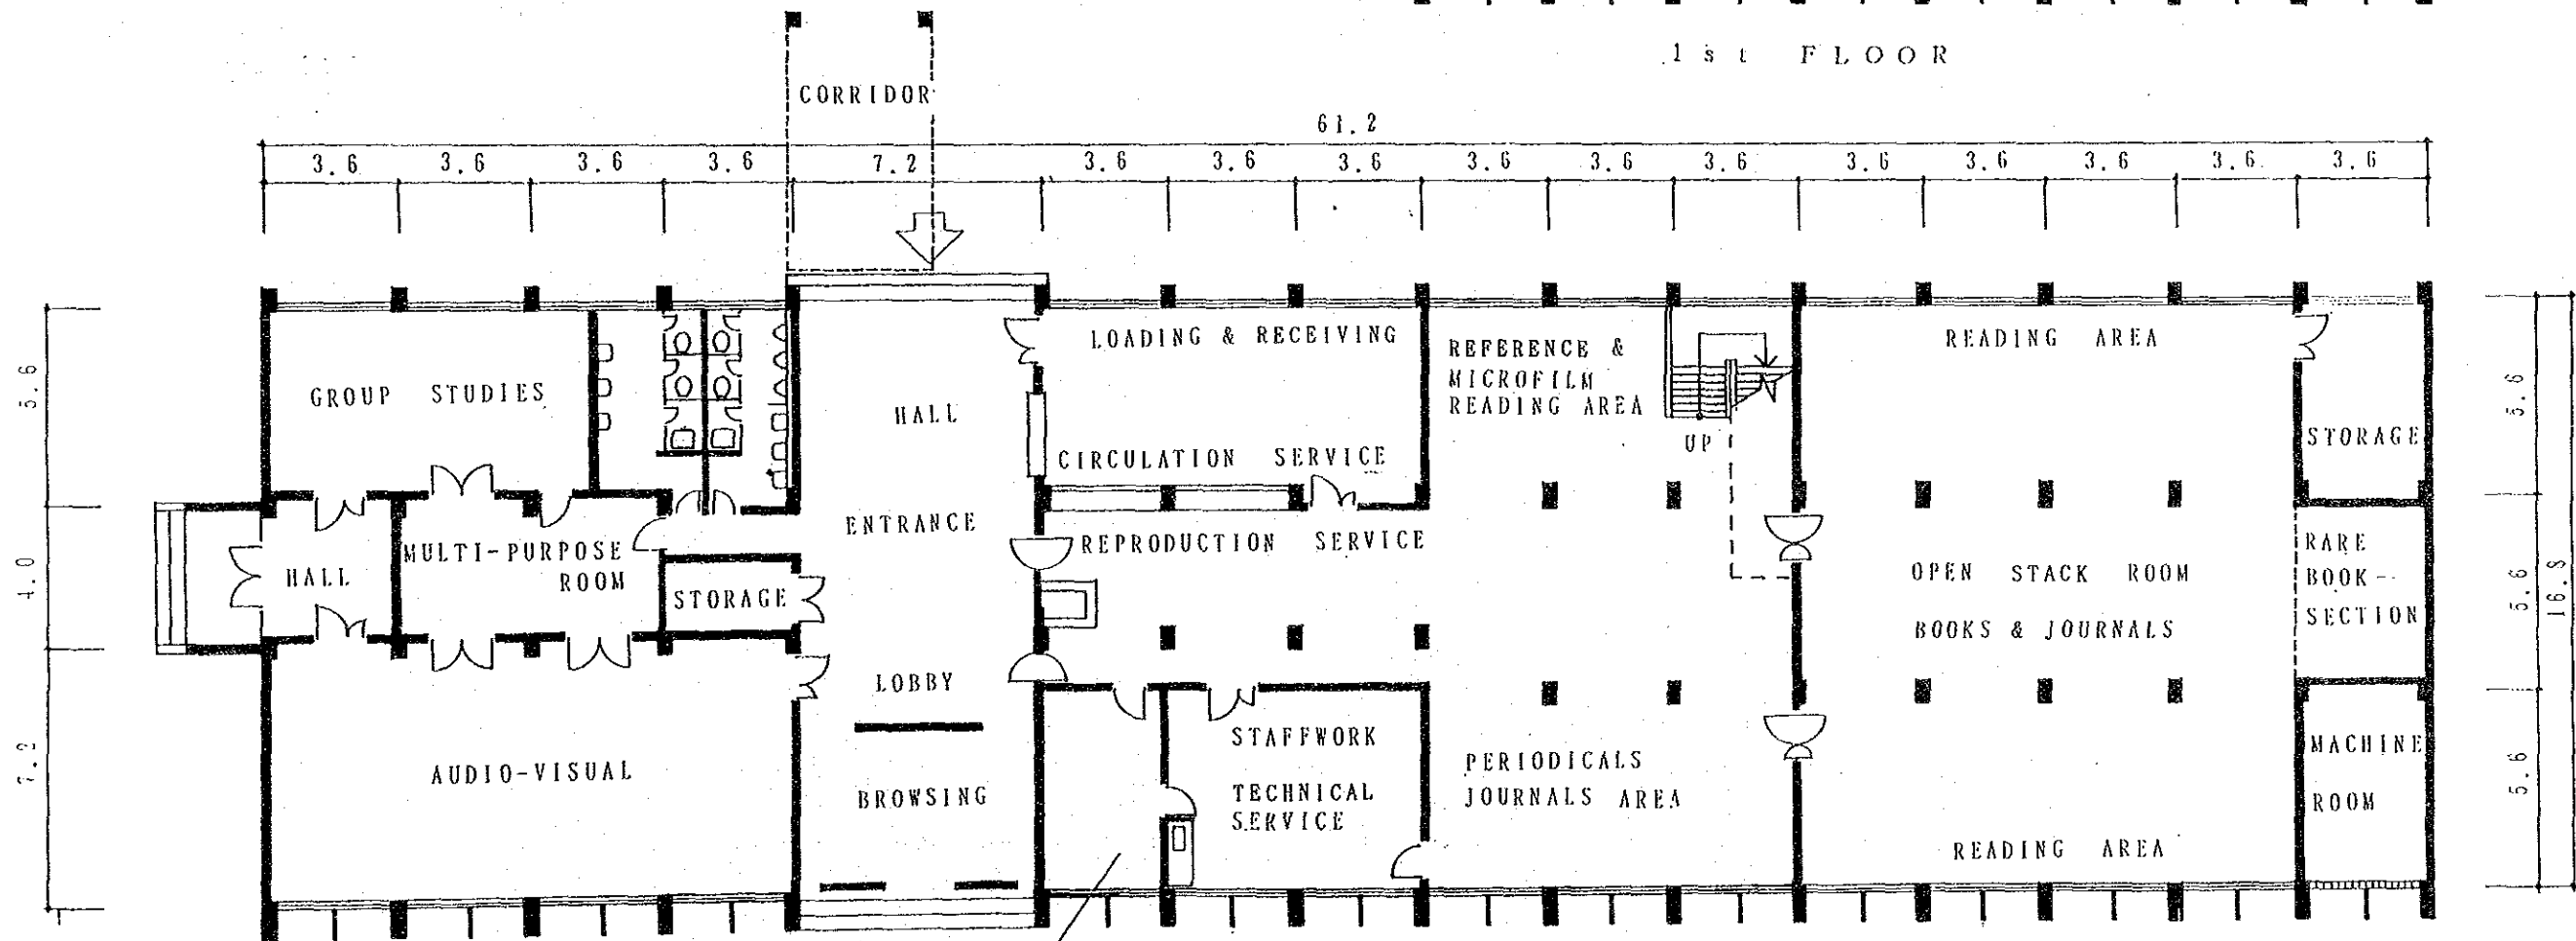 1st FLOOR
CORRIDOR
61.2
3.6 3.6 3.6 3.6 7.2 3.6 3.6 3.6 3.6 3.6 3.6 3.6 3.6 3.6 3.6 3.6
LOADING & RECEIVING
REFERENCE &
MICROFILM
READING AREA
READING AREA
5.6
GROUP STUDIES
HALL
5.6
UP
STORAGE
CIRCULATION SERVICE
ENTRANCE
REPRODUCTION SERVICE
MULTI-PURPOSE
ROOM
RARE
BOOK--
SECTION
4.0
HALL
STORAGE
OPEN STACK ROOM
BOOKS & JOURNALS
5.6
16.8
LOBBY
STAFFWORK
TECHNICAL
SERVICE
PERIODICALS
JOURNALS AREA
MACHINE
ROOM
7.2
AUDIO-VISUAL
BROWSING
5.6
READING AREA